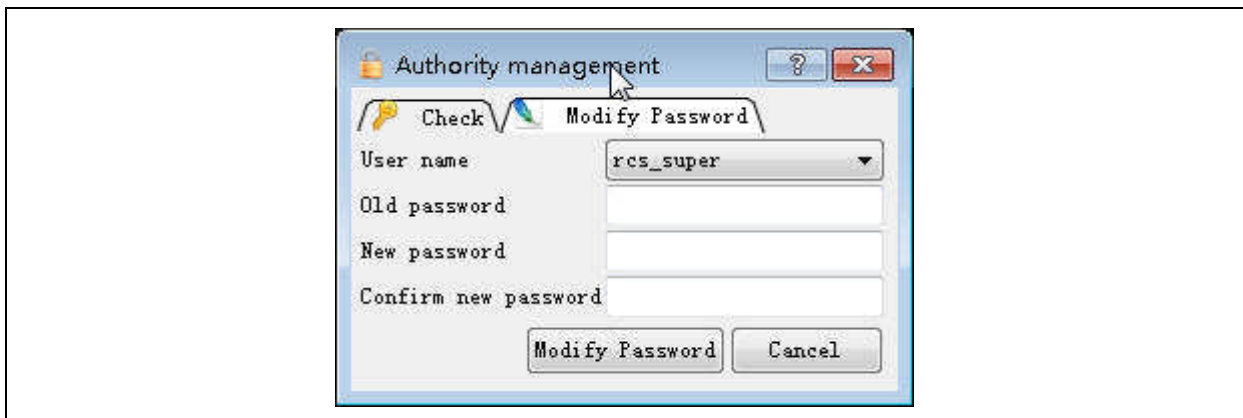 Authority management
Check Modify Password
User name rcs_super
Old password
New password
Confirm new password
Modify Password Cancel